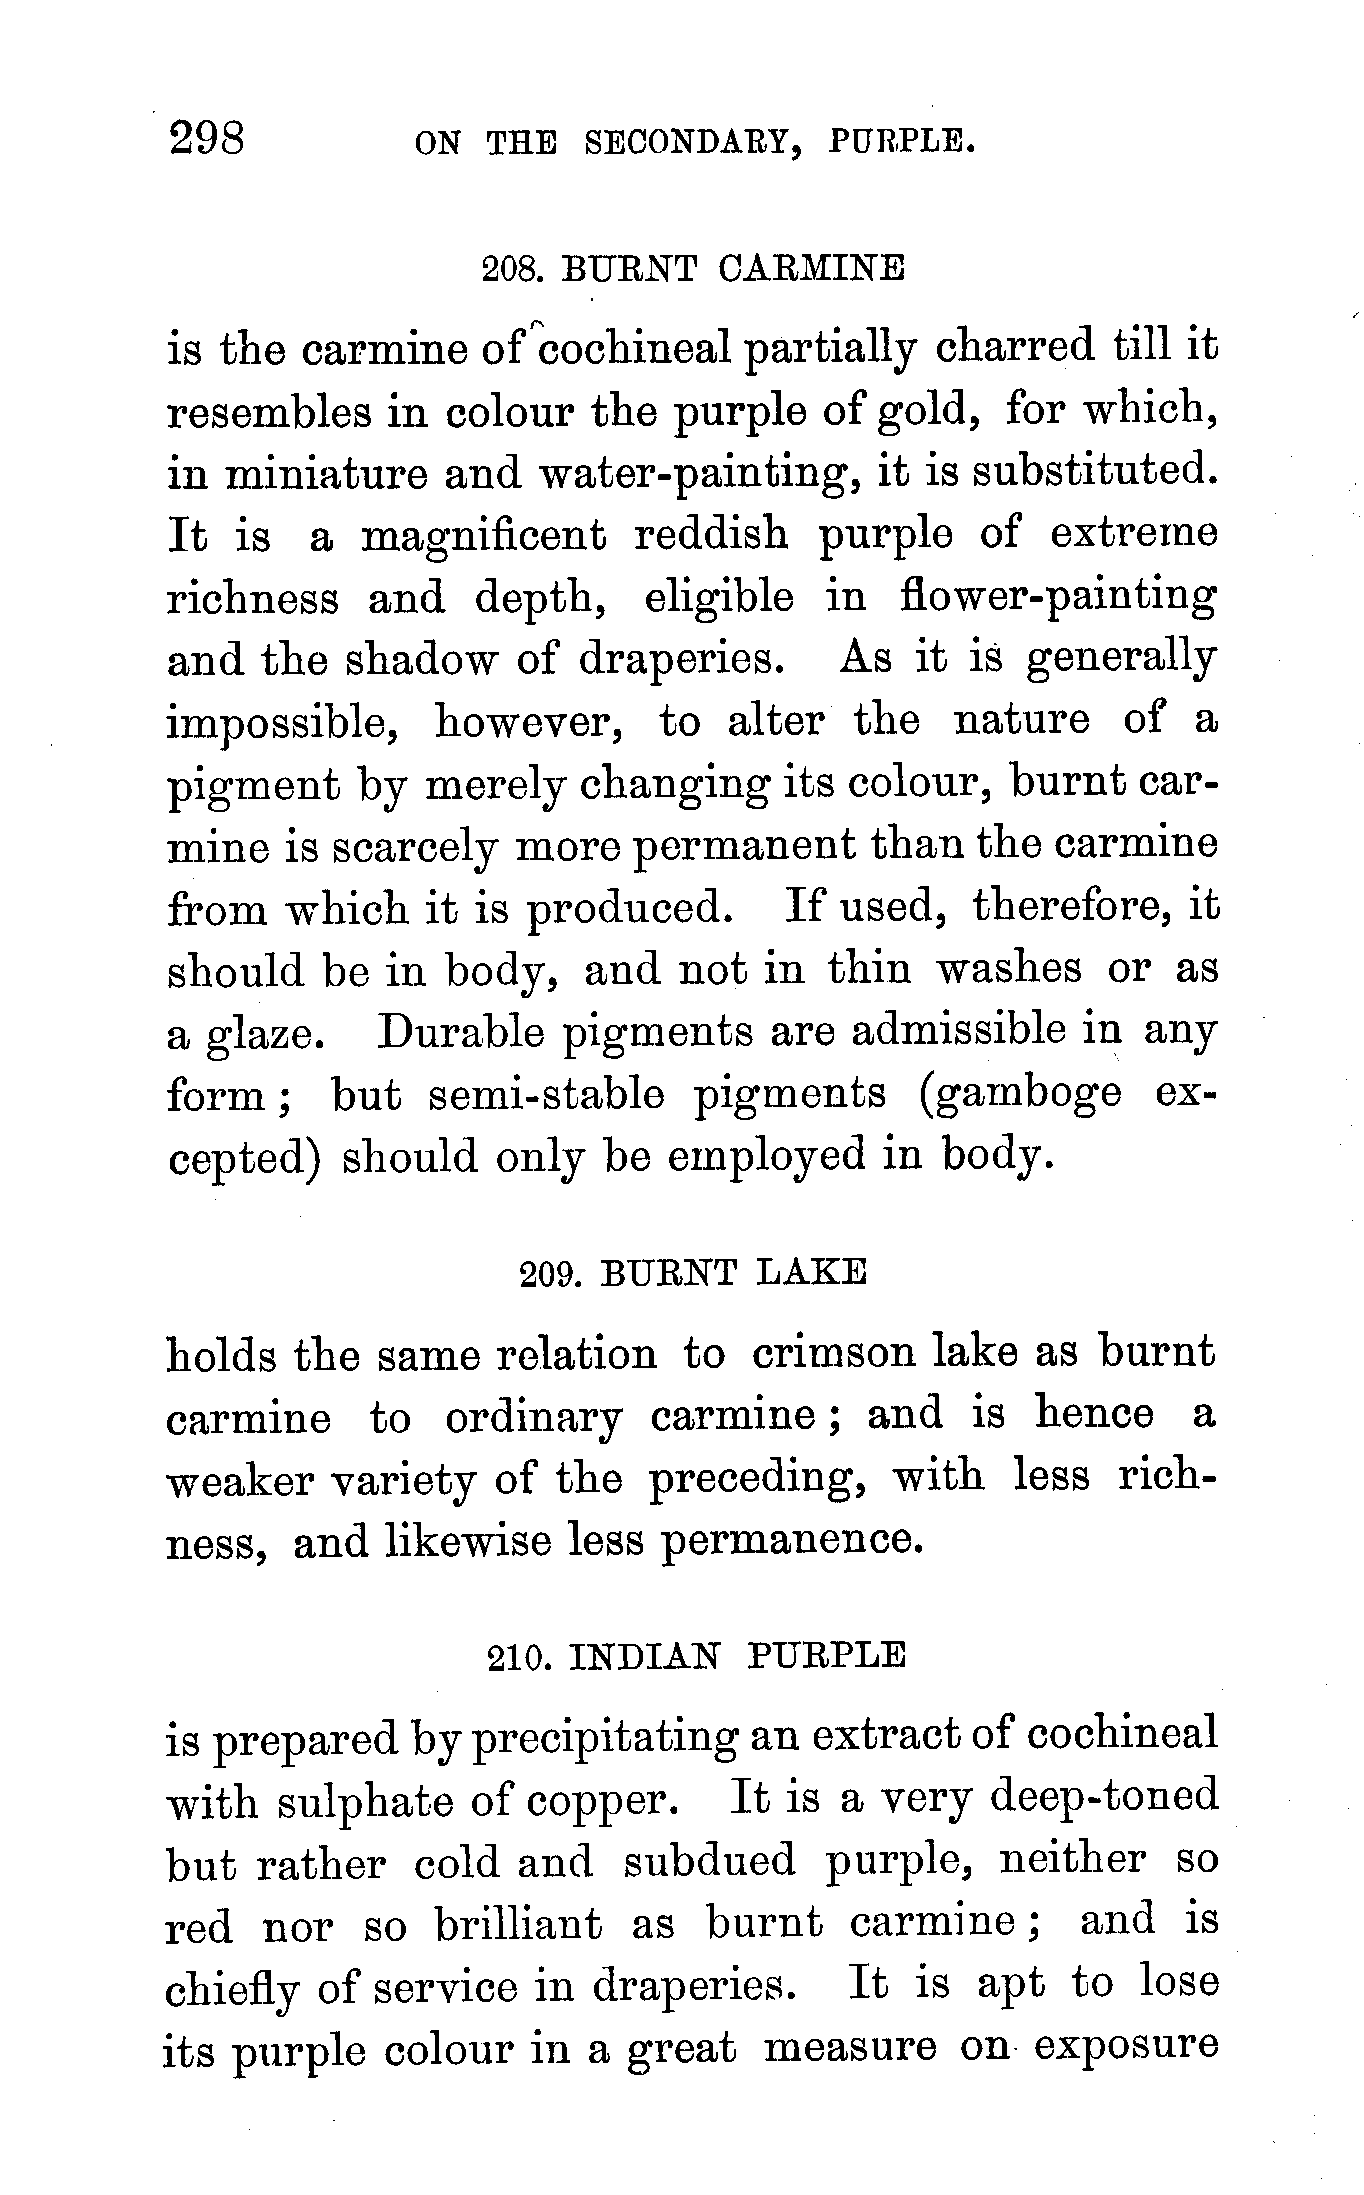 298 ON THE SECONDARY, PURPLE.
208. BURNT CARMINE
is the carmine of cochineal partially charred till it
resembles in colour the purple of gold, for which,
in miniature and water-painting, it is substituted.
It is a magnificent reddish purple of extreme
richness and depth, eligible in flower-painting
and the shadow of draperies. As it is generally
impossible, however, to alter the nature of a
pigment by merely changing its colour, burnt car-
mine is scarcely more permanent than the carmine
from which it is produced. If used, therefore, it
should be in body, and not in thin washes or as
a glaze. Durable pigments are admissible in any
form ; but semi-stable pigments (gamboge ex-
cepted) should only be employed in body.
209. BURNT LAKE
holds the same relation to crimson lake as burnt
carmine to ordinary carmine ; and is hence a
weaker variety of the preceding, with less rich-
ness, and likewise less permanence.
210. INDIAN PURPLE
is prepared by precipitating an extract of cochineal
with sulphate of copper. It is a very deep-toned
but rather cold and subdued purple, neither so
red nor so brilliant as burnt carmine ; and is
chiefly of service in draperies. It is apt to lose
its purple colour in a great measure on exposure